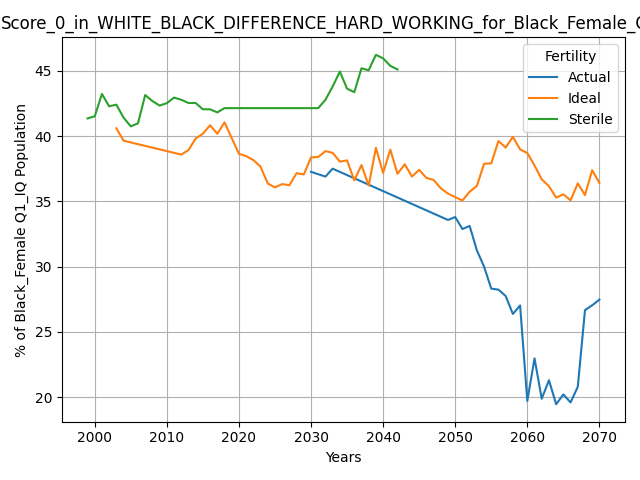 Score_0_in_WHITE_BLACK_DIFFERENCE_HARD_WORKING_for_Black_Female_
% of Black_Female Q1_IQ Population
45
40
35
30
25
20
Fertility
Actual
Ideal
Sterile
2000 2010 2020 2030 2040 2050 2060 2070
Years